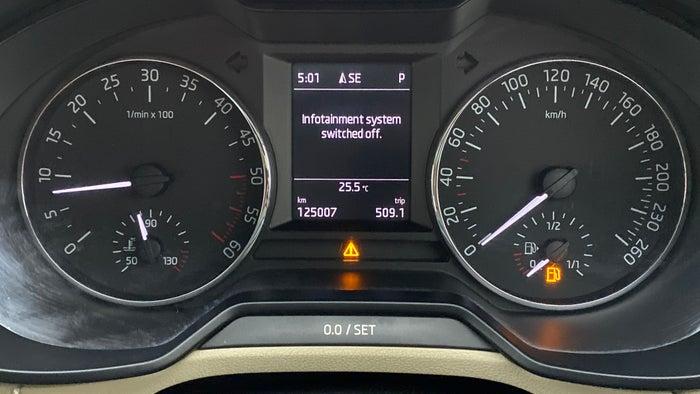 5:01 SE P
Infotainment system
switched off.
25.5 °C
km trip
125007 509.1
0.0 / SET
1/min x 100
0 5 10 15 20 25 30 35 40 45 50 55 60
50 90 130
km/h
0 20 40 60 80 100 120 140 160 180 200 230 260
0 1/2 1/1